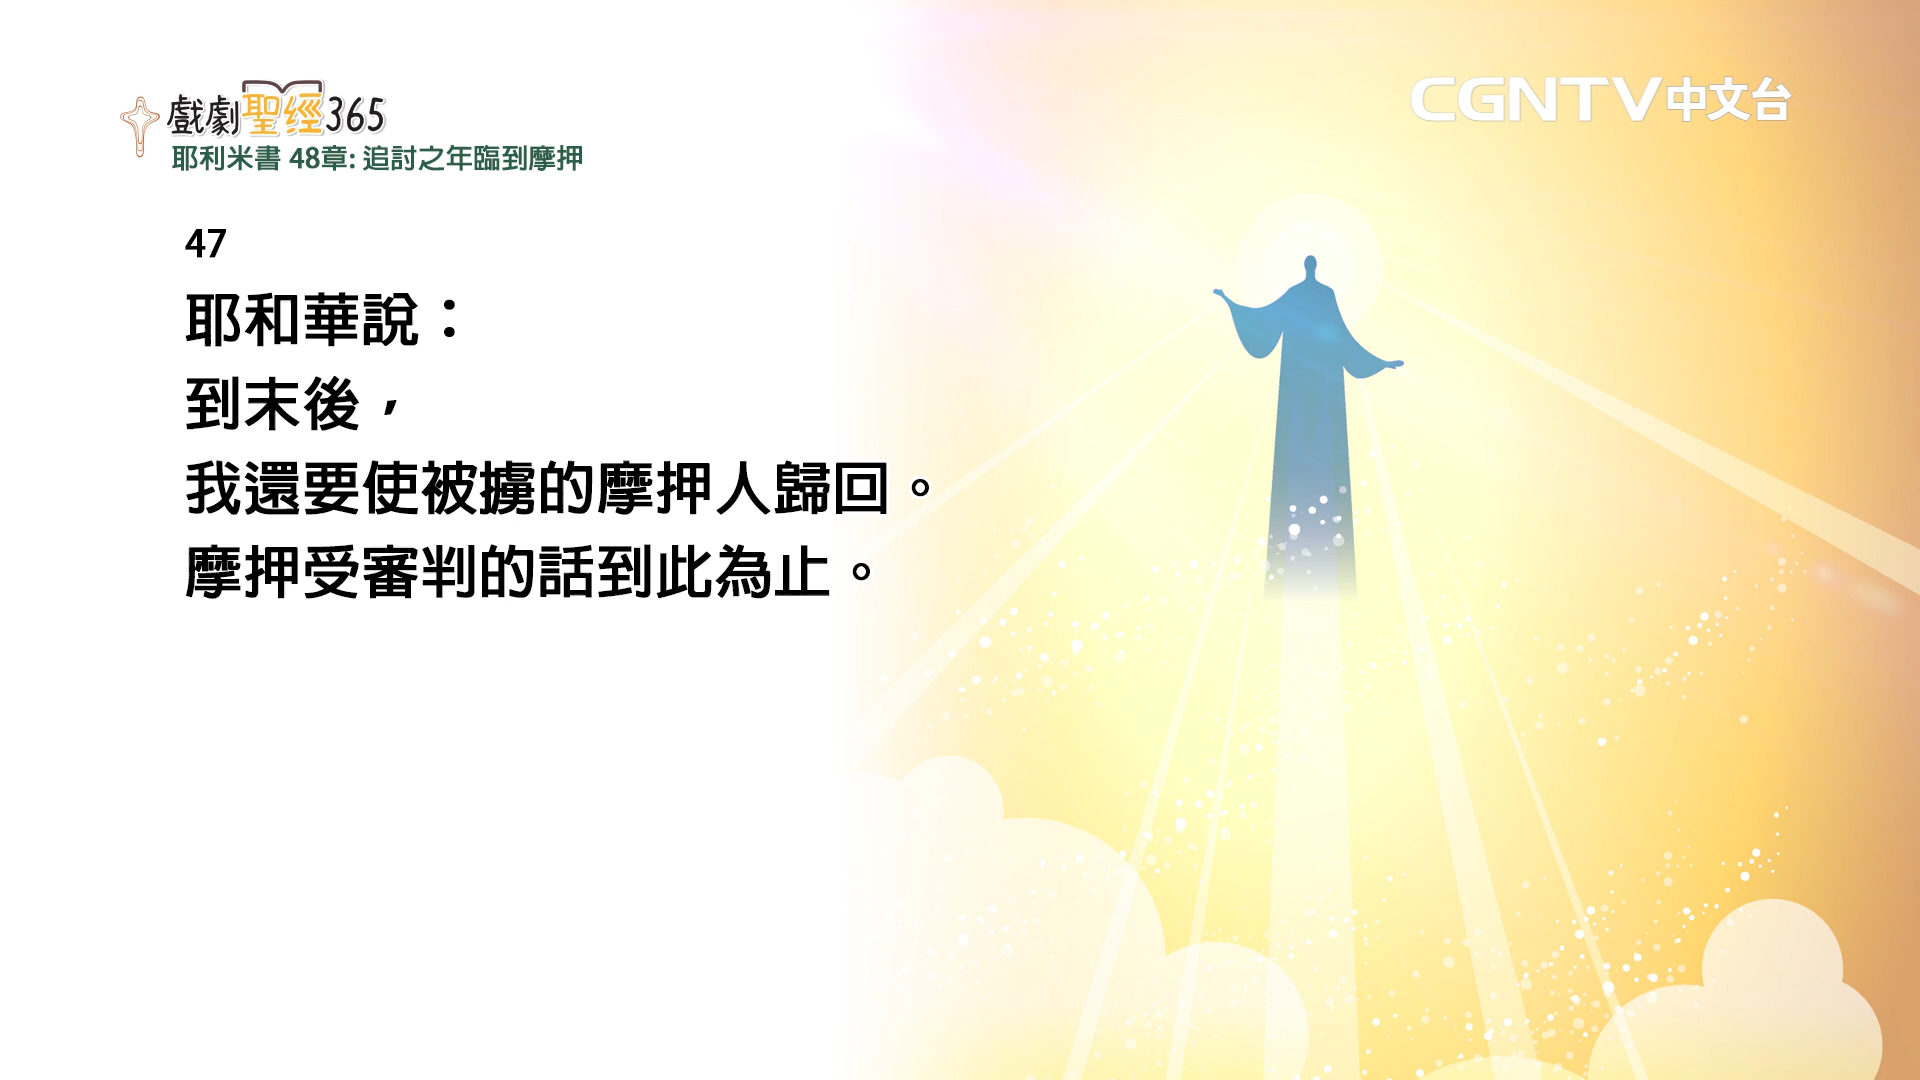 戲劇聖經365
CGNTV中文台
耶利米書 48章: 追討之年臨到摩押
47
耶和華說：
到末後，
我還要使被擄的摩押人歸回。
摩押受審判的話到此為止。